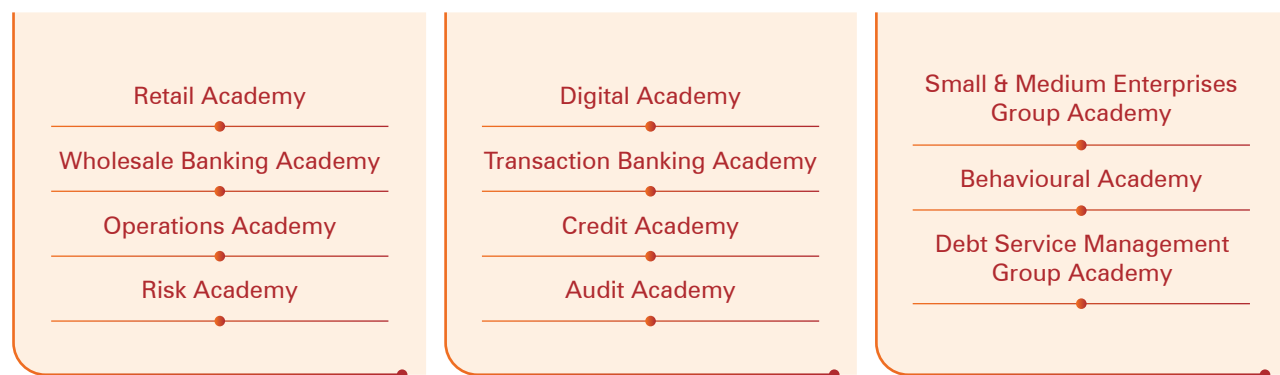 Retail Academy
Wholesale Banking Academy
Operations Academy
Risk Academy
Digital Academy
Transaction Banking Academy
Credit Academy
Audit Academy
Small & Medium Enterprises
Group Academy
Behavioural Academy
Debt Service Management
Group Academy